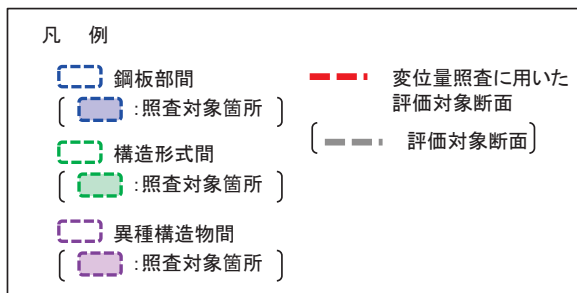 凡 例
鋼板部間
( :照査対象箇所 )
構造形式間
( :照査対象箇所 )
異種構造物間
( :照査対象箇所 )
変位量照査に用いた
評価対象断面
( 評価対象断面 )